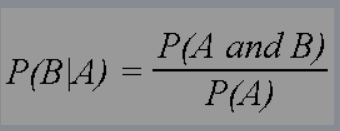 P(B|A) = P(A and B) / P(A)